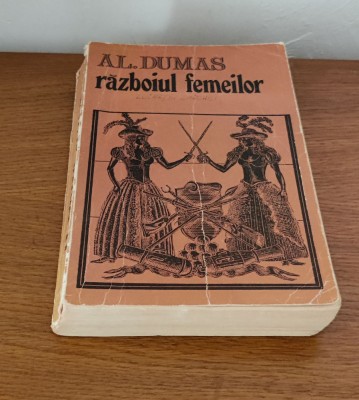 AL. DUMAS
războiul femeilor